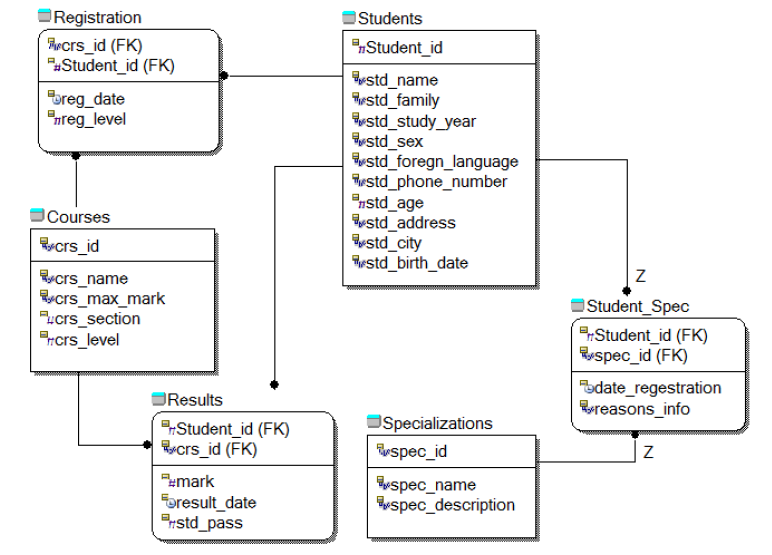 Registration
crs_id (FK)
Student_id (FK)
reg_date
reg_level
Students
Student_id
std_name
std_family
std_study_year
std_sex
std_foregn_language
std_phone_number
std_age
std_address
std_city
std_birth_date
Courses
crs_id
crs_name
crs_max_mark
crs_section
crs_level
Z
Student_Spec
Student_id (FK)
spec_id (FK)
date_regestration
reasons_info
Results
Student_id (FK)
crs_id (FK)
mark
result_date
std_pass
Specializations
spec_id
spec_name
spec_description
Z